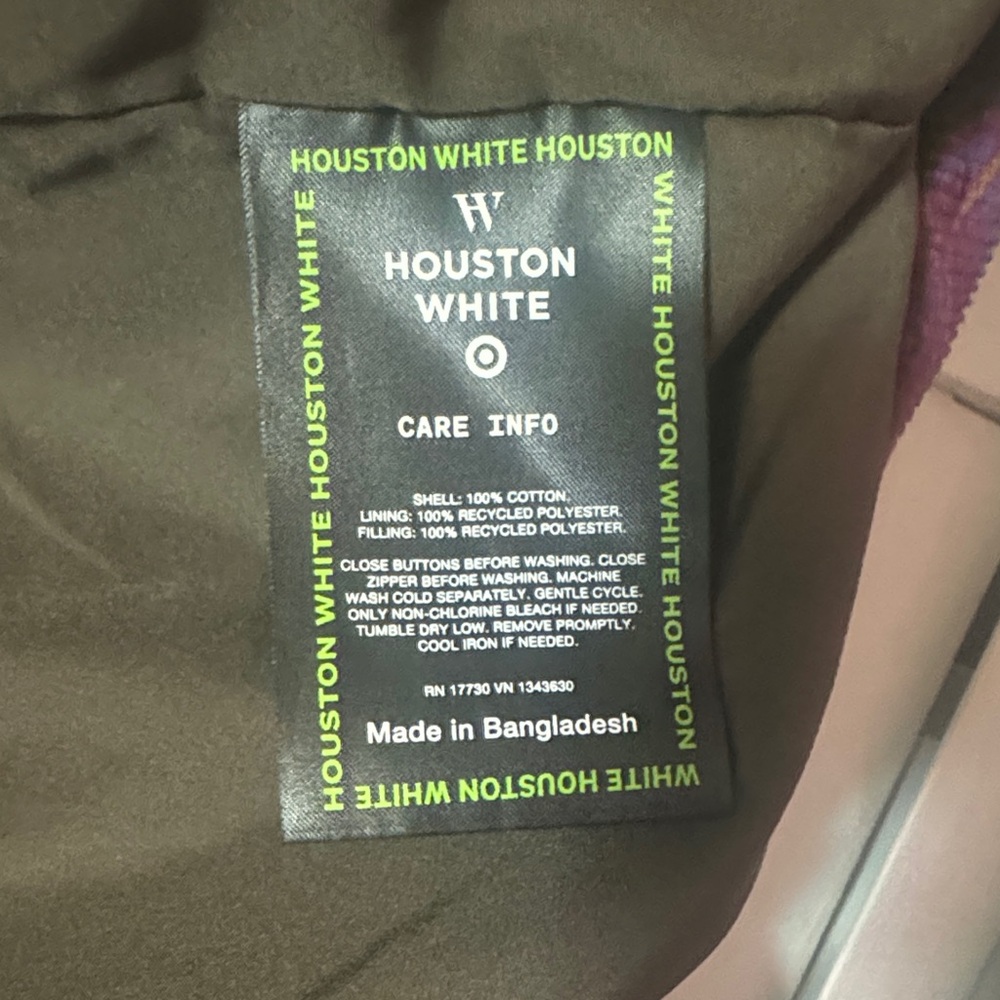 HOUSTON WHITE HOUSTON
WHITE HOUSTON WHITE HOUSTON
WHITE HOUSTON WHITE
HOUSTON WHITE HOUSTON WHITE
W
HOUSTON
WHITE
CARE INFO
SHELL: 100% COTTON.
LINING: 100% RECYCLED POLYESTER.
FILLING: 100% RECYCLED POLYESTER.
CLOSE BUTTONS BEFORE WASHING. CLOSE
ZIPPER BEFORE WASHING. MACHINE
WASH COLD SEPARATELY. GENTLE CYCLE.
ONLY NON-CHLORINE BLEACH IF NEEDED.
TUMBLE DRY LOW. REMOVE PROMPTLY.
COOL IRON IF NEEDED.
RN 17730 VN 1343630
Made in Bangladesh